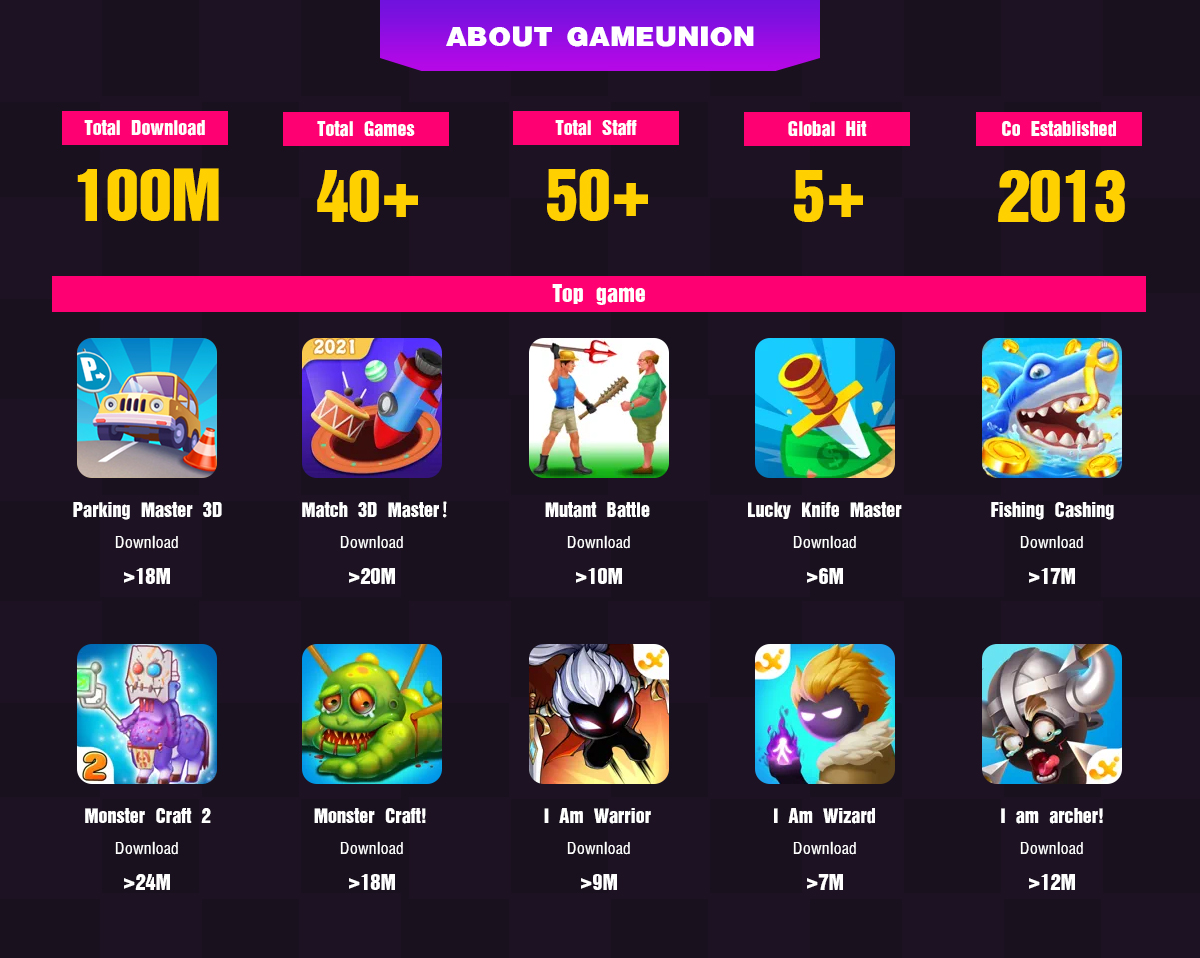 ABOUT GAMEUNION
Total Download
Total Games
Total Staff
Global Hit
Co Established
100M
40+
50+
5+
2013
Top game
P
2021
$
Parking Master 3D
Match 3D Master!
Mutant Battle
Lucky Knife Master
Fishing Cashing
Download
Download
Download
Download
Download
>18M
>20M
>10M
>6M
>17M
2
Monster Craft 2
Monster Craft!
I Am Warrior
I Am Wizard
I am archer!
Download
Download
Download
Download
Download
>24M
>18M
>9M
>7M
>12M